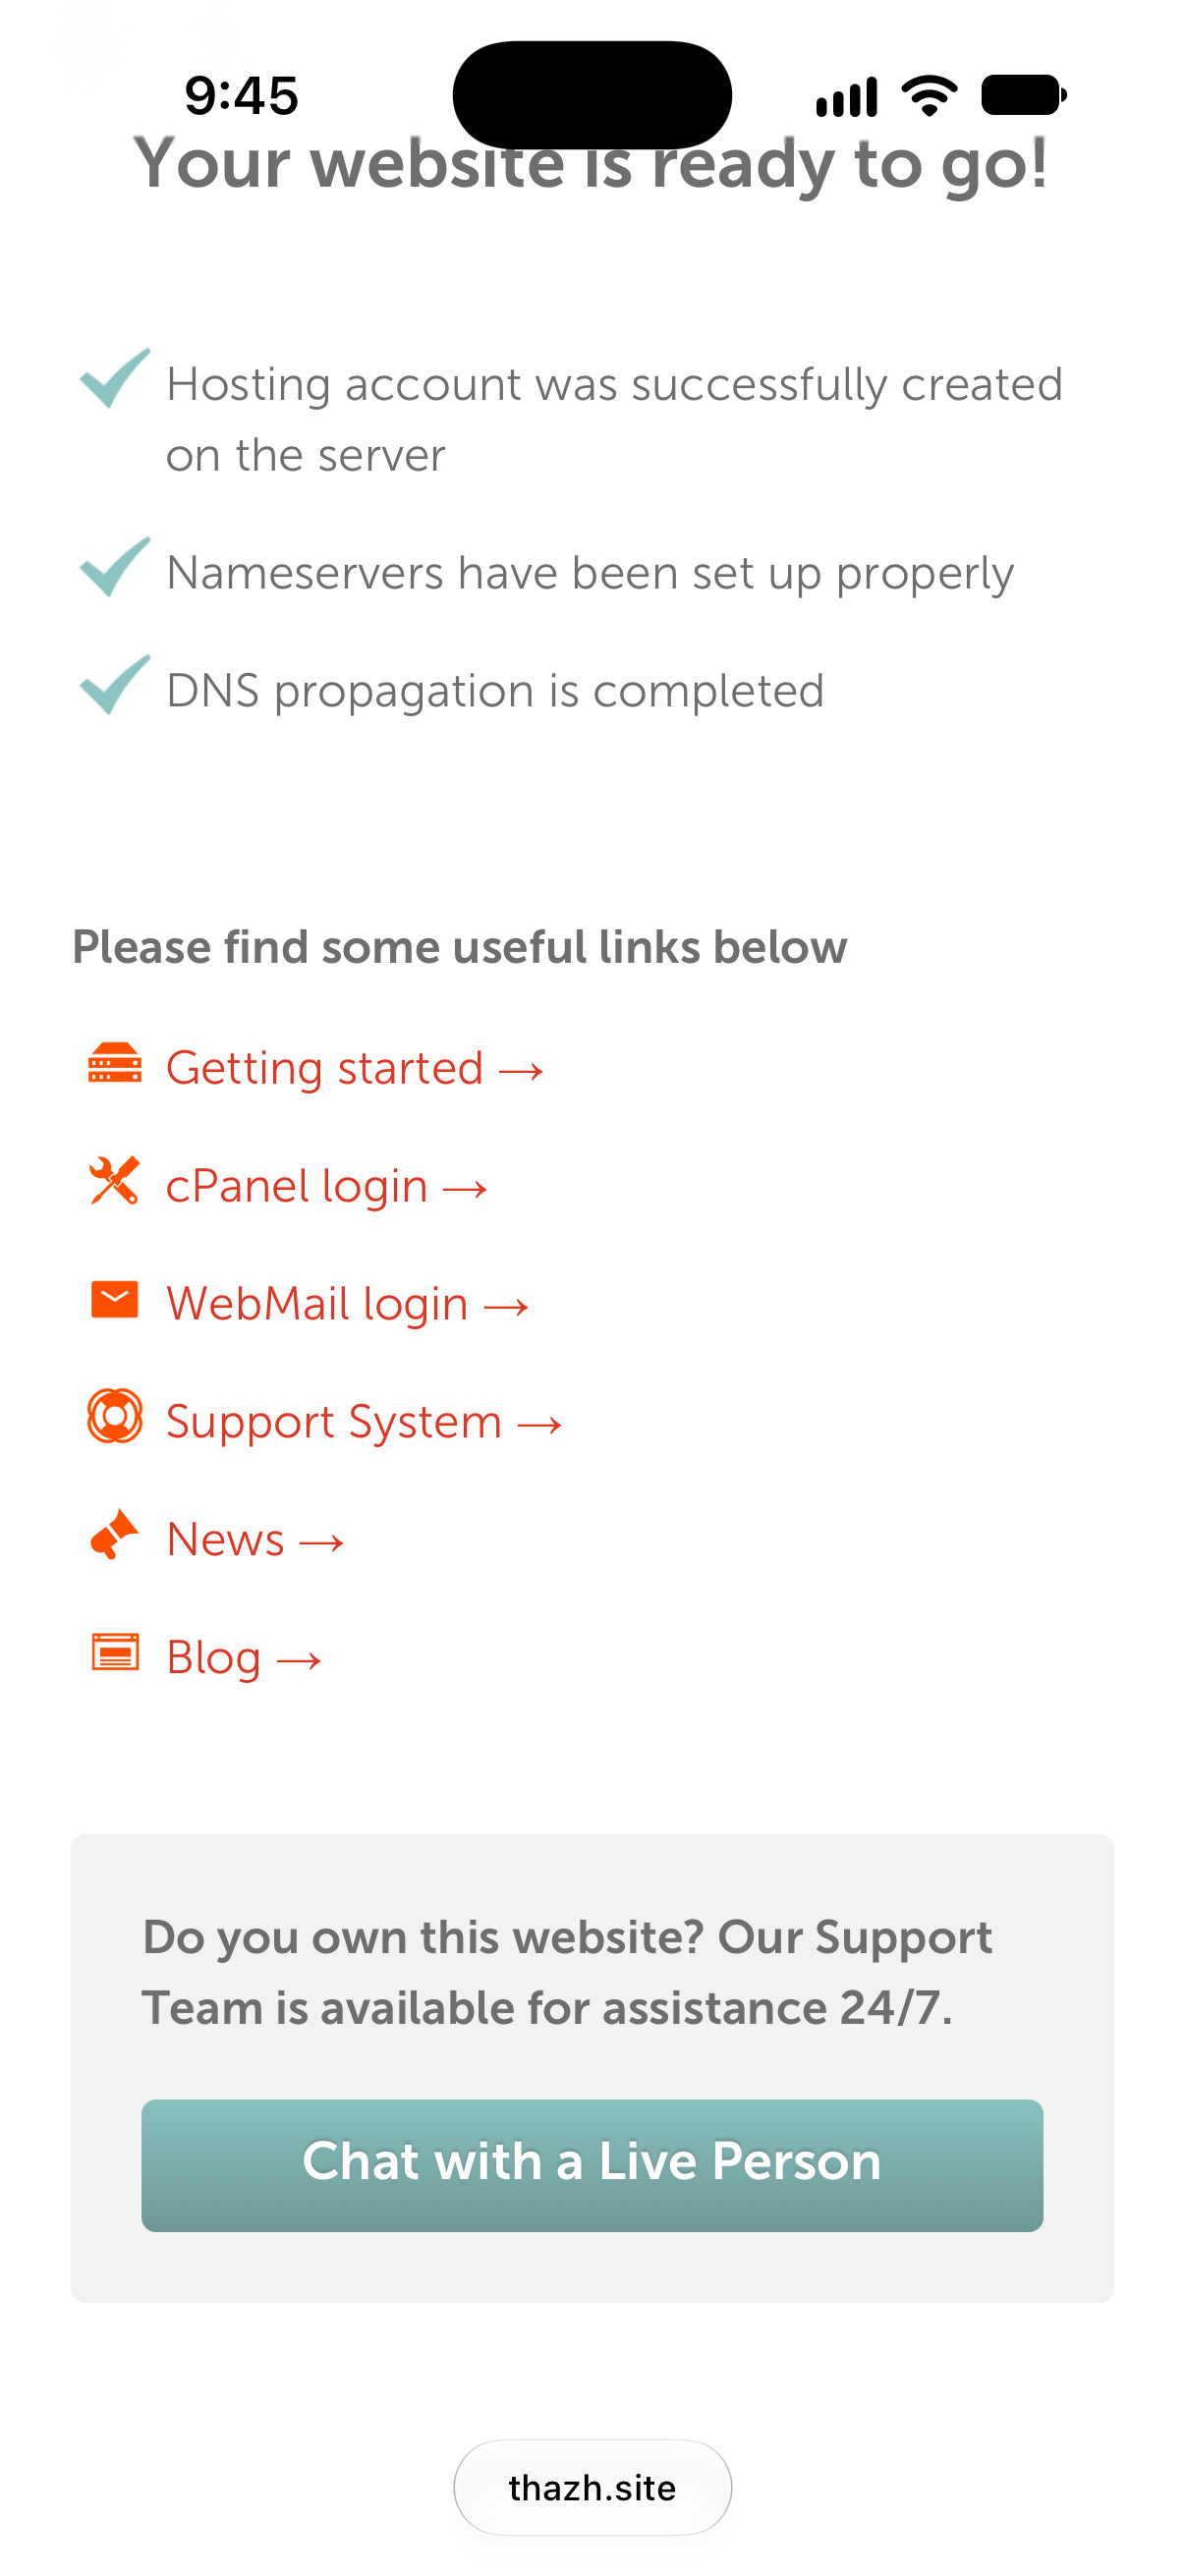 9:45
Your website is ready to go!
Hosting account was successfully created
on the server
Nameservers have been set up properly
DNS propagation is completed
Please find some useful links below
Getting started →
cPanel login →
WebMail login →
Support System →
News →
Blog →
Do you own this website? Our Support
Team is available for assistance 24/7.
Chat with a Live Person
thazh.site